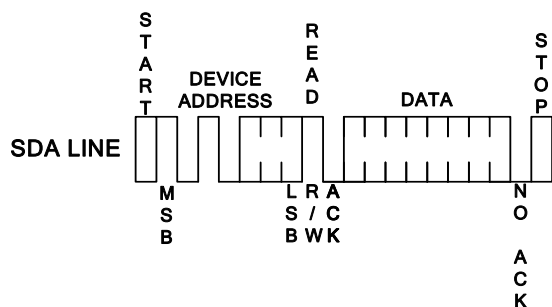 START
DEVICE
ADDRESS
READ
DATA
STOP
SDA LINE
MSB
LSB
R/W
ACK
NO ACK